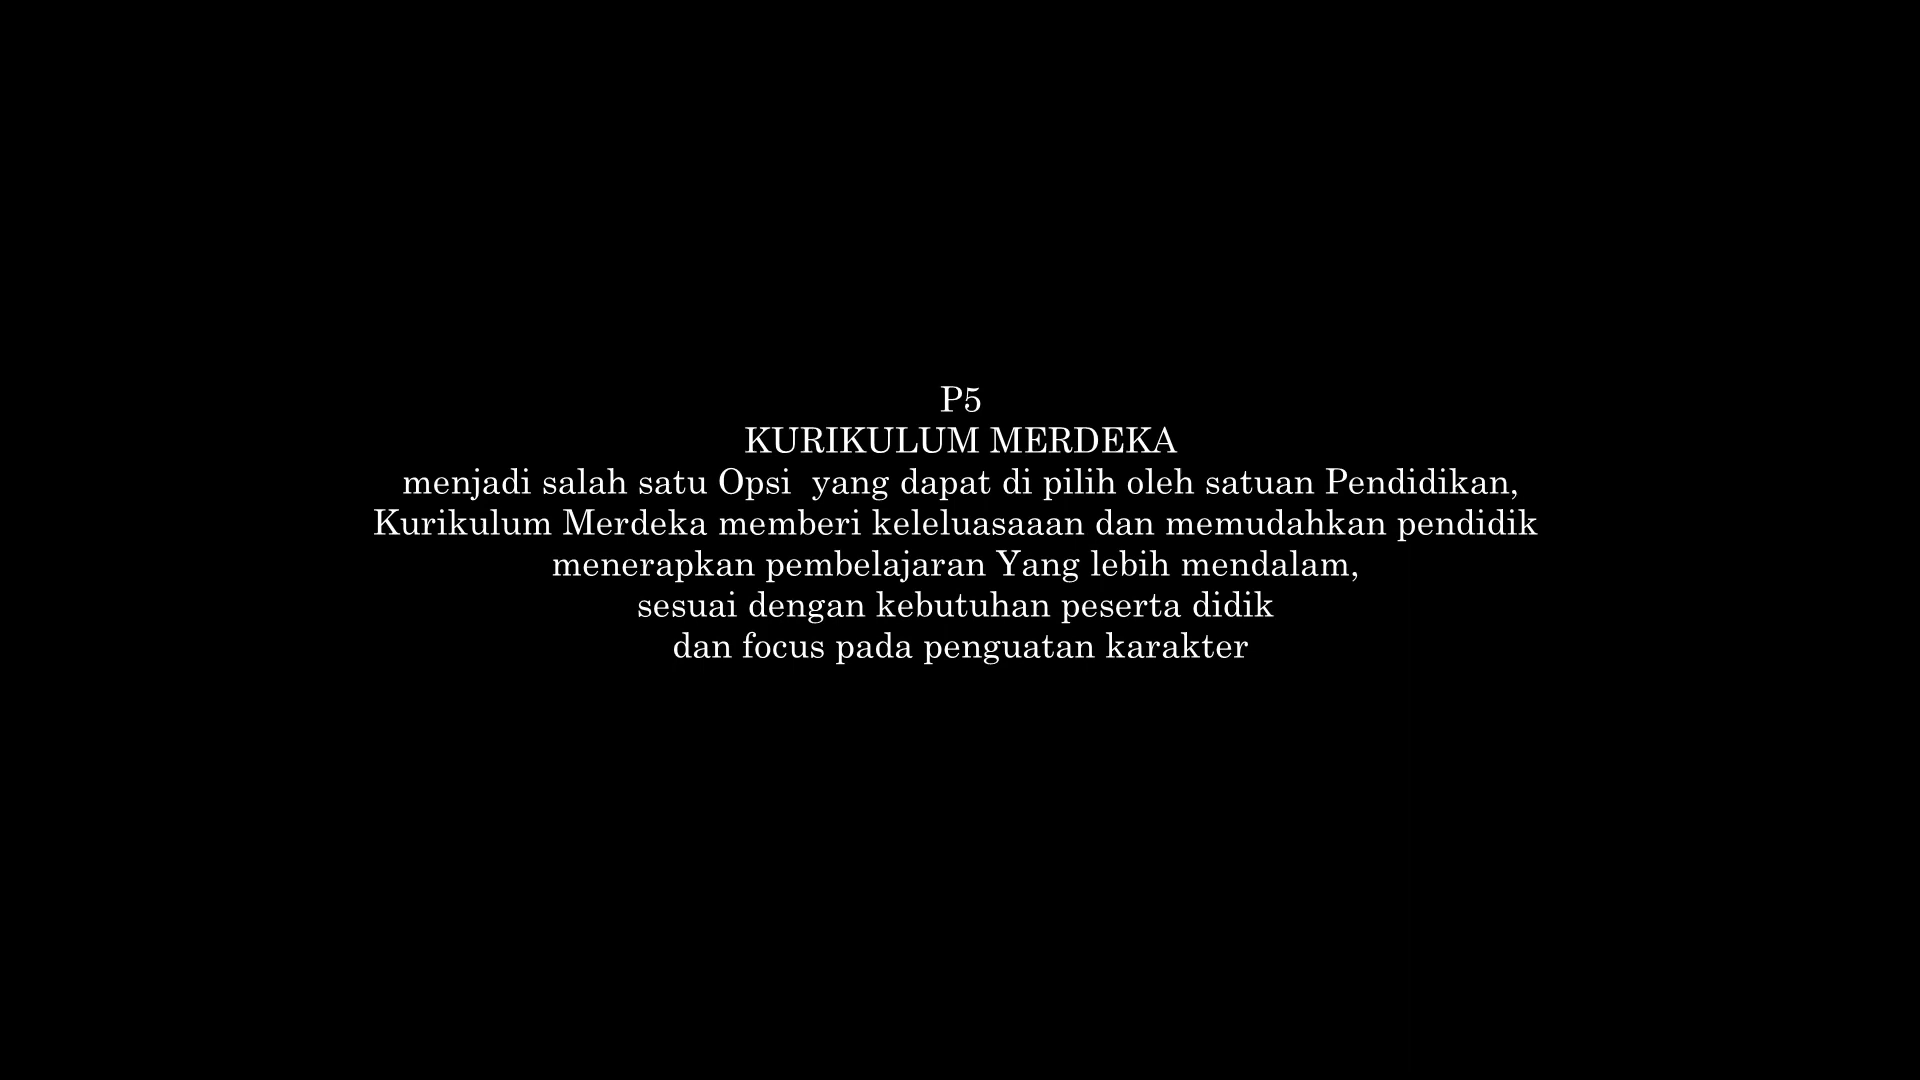 P5
KURIKULUM MERDEKA
menjadi salah satu Opsi  yang dapat di pilih oleh satuan Pendidikan,
Kurikulum Merdeka memberi keleluasaaan dan memudahkan pendidik
menerapkan pembelajaran Yang lebih mendalam,
sesuai dengan kebutuhan peserta didik
dan focus pada penguatan karakter